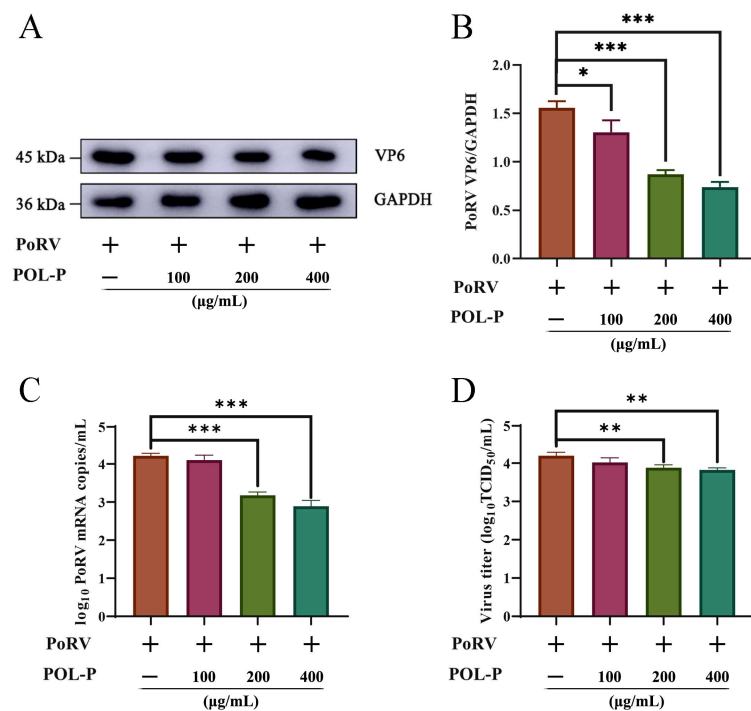 A
45 kDa
VP6
36 kDa
GAPDH
PoRV + + + +
POL-P — 100 200 400
(μg/mL)
B
***
***
*
PoRV VP6/GAPDH
2.0
1.5
1.0
0.5
0.0
PoRV + + + +
POL-P — 100 200 400
(μg/mL)
C
***
***
log₁₀ PoRV mRNA copies/mL
5
4
3
2
1
0
PoRV + + + +
POL-P — 100 200 400
(μg/mL)
D
**
**
Virus titer (log₁₀TCID₅₀/mL)
5
4
3
2
1
0
PoRV + + + +
POL-P — 100 200 400
(μg/mL)